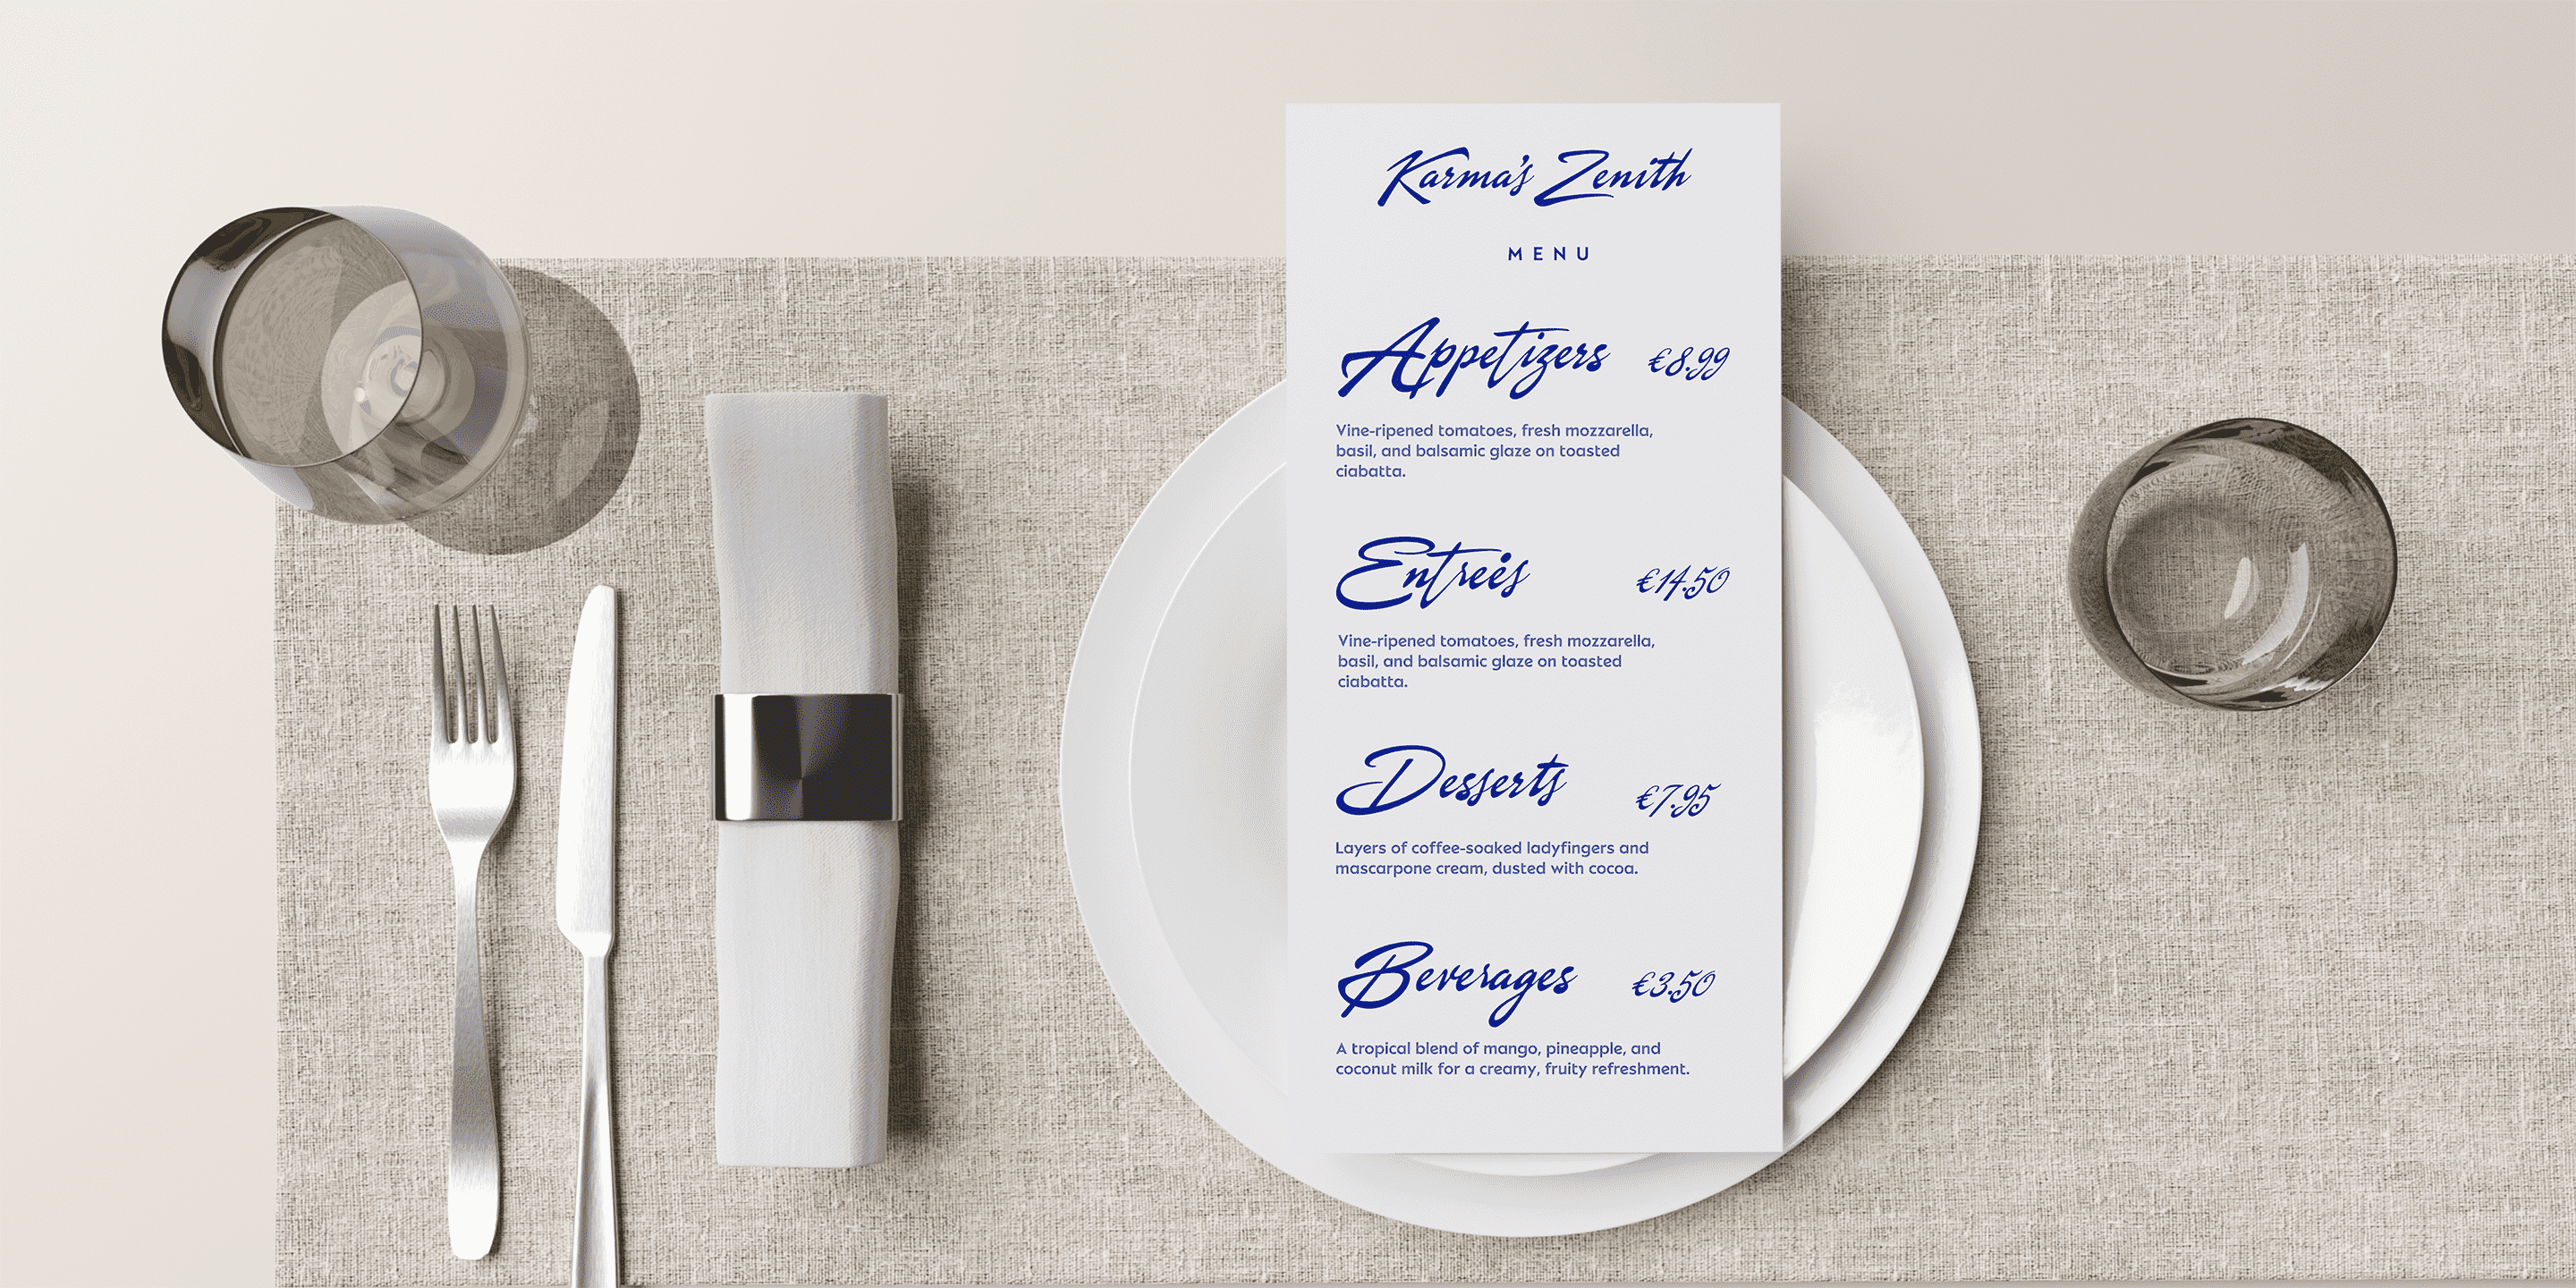 Karma's Zenith
MENU
Appetizers €8.99
Vine-ripened tomatoes, fresh mozzarella,
basil, and balsamic glaze on toasted
ciabatta.
Entreés €14.50
Vine-ripened tomatoes, fresh mozzarella,
basil, and balsamic glaze on toasted
ciabatta.
Desserts €7.95
Layers of coffee-soaked ladyfingers and
mascarpone cream, dusted with cocoa.
Beverages €3.50
A tropical blend of mango, pineapple, and
coconut milk for a creamy, fruity refreshment.